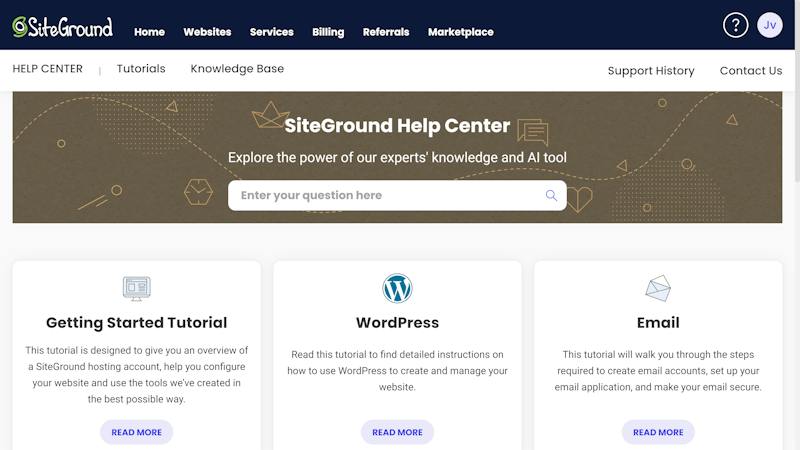 SiteGround
Home Websites Services Billing Referrals Marketplace
? Jv
HELP CENTER | Tutorials Knowledge Base Support History Contact Us
SiteGround Help Center
Explore the power of our experts' knowledge and AI tool
Enter your question here
Getting Started Tutorial
This tutorial is designed to give you an overview of
a SiteGround hosting account, help you configure
your website and use the tools we've created in
the best possible way.
READ MORE
WordPress
Read this tutorial to find detailed instructions on
how to use WordPress to create and manage your
website.
READ MORE
Email
This tutorial will walk you through the steps
required to create email accounts, set up your
email application, and make your email secure.
READ MORE